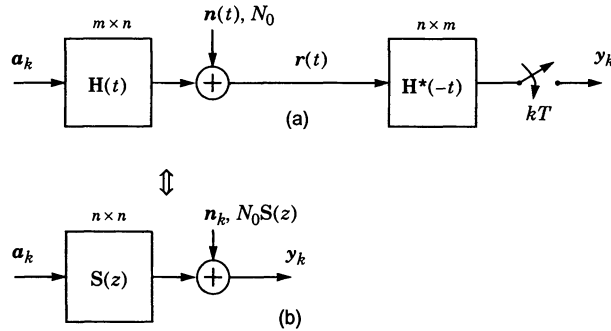 m × n
n(t), N₀
n × m
aₖ
H(t)
+
r(t)
H*(−t)
kT
yₖ
(a)
⇕
n × n
nₖ, N₀S(z)
aₖ
S(z)
+
yₖ
(b)